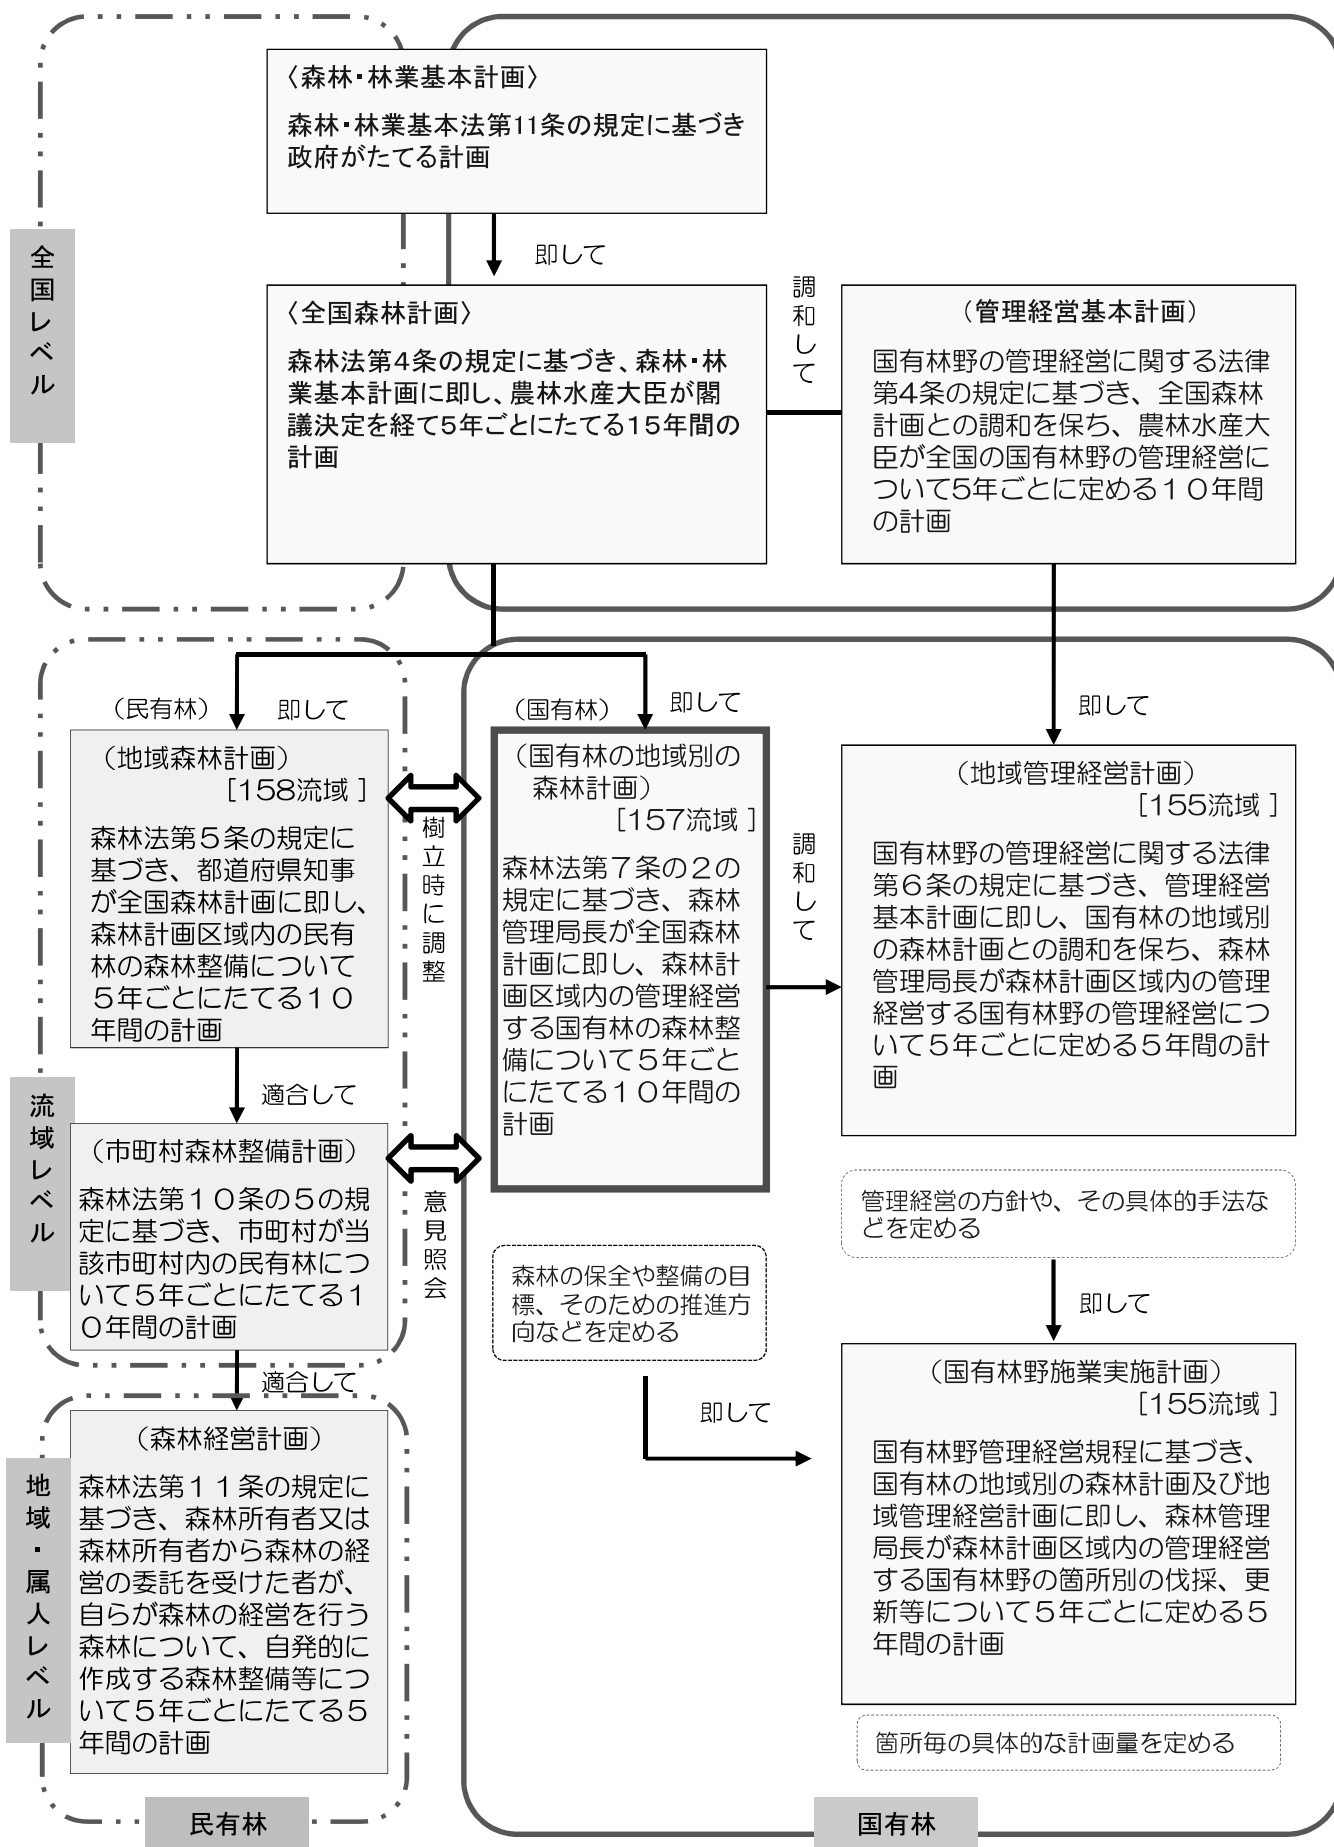 〈森林・林業基本計画〉
森林・林業基本法第11条の規定に基づき
政府がたてる計画
即して
全国レベル
〈全国森林計画〉
森林法第4条の規定に基づき、森林・林
業基本計画に即し、農林水産大臣が閣
議決定を経て5年ごとにたてる15年間の
計画
調和して
（管理経営基本計画）
国有林野の管理経営に関する法律
第4条の規定に基づき、全国森林
計画との調和を保ち、農林水産大
臣が全国の国有林野の管理経営に
ついて5年ごとに定める１０年間
の計画
（民有林）
即して
（国有林）
即して
即して
流域レベル
（地域森林計画）
［158流域］
森林法第５条の規定に
基づき、都道府県知事
が全国森林計画に即し、
森林計画区域内の民有
林の森林整備について
５年ごとにたてる１０
年間の計画
樹立時に調整
（国有林の地域別の
森林計画）
［157流域］
森林法第７条の２の
規定に基づき、森林
管理局長が全国森林
計画に即し、森林計
画区域内の管理経営
する国有林の森林整
備について５年ごと
にたてる１０年間の
計画
調和して
（地域管理経営計画）
［155流域］
国有林野の管理経営に関する法律
第６条の規定に基づき、管理経営
基本計画に即し、国有林の地域別
の森林計画との調和を保ち、森林
管理局長が森林計画区域内の管理
経営する国有林野の管理経営につ
いて５年ごとに定める５年間の計
画
適合して
（市町村森林整備計画）
森林法第１０条の５の規
定に基づき、市町村が当
該市町村内の民有林につ
いて５年ごとにたてる１
０年間の計画
意見照会
管理経営の方針や、その具体的手法な
どを定める
森林の保全や整備の目
標、そのための推進方
向などを定める
即して
適合して
即して
地域・属人レベル
（森林経営計画）
森林法第１１条の規定に
基づき、森林所有者又は
森林所有者から森林の経
営の委託を受けた者が、
自らが森林の経営を行う
森林について、自発的に
作成する森林整備等につ
いて５年ごとにたてる５
年間の計画
（国有林野施業実施計画）
［155流域］
国有林野管理経営規程に基づき、
国有林の地域別の森林計画及び地
域管理経営計画に即し、森林管理
局長が森林計画区域内の管理経営
する国有林野の箇所別の伐採、更
新等について５年ごとに定める５
年間の計画
箇所毎の具体的な計画量を定める
民有林
国有林